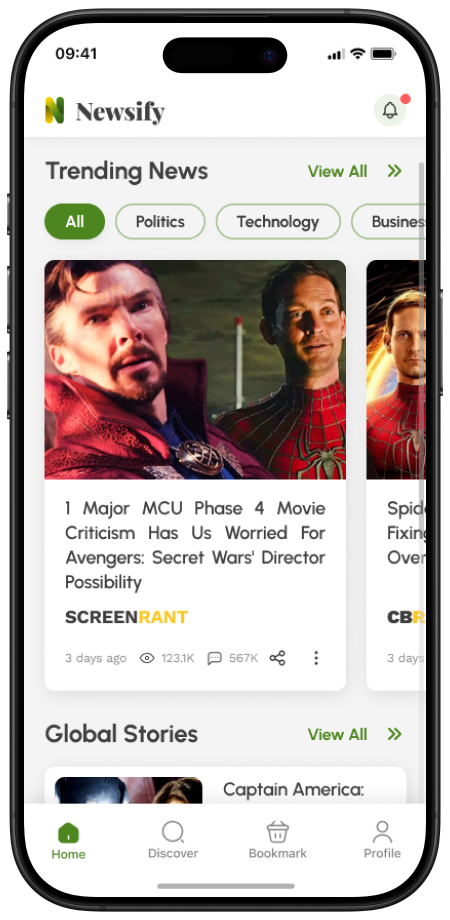 09:41
Newsify
Trending News
View All
All
Politics
Technology
Busines
1 Major MCU Phase 4 Movie
Criticism Has Us Worried For
Avengers: Secret Wars' Director
Possibility
SCREENRANT
3 days ago
123.1K
567K
Spid
Fixing
Over
CBR
3 days
Global Stories
View All
Captain America:
Home
Discover
Bookmark
Profile